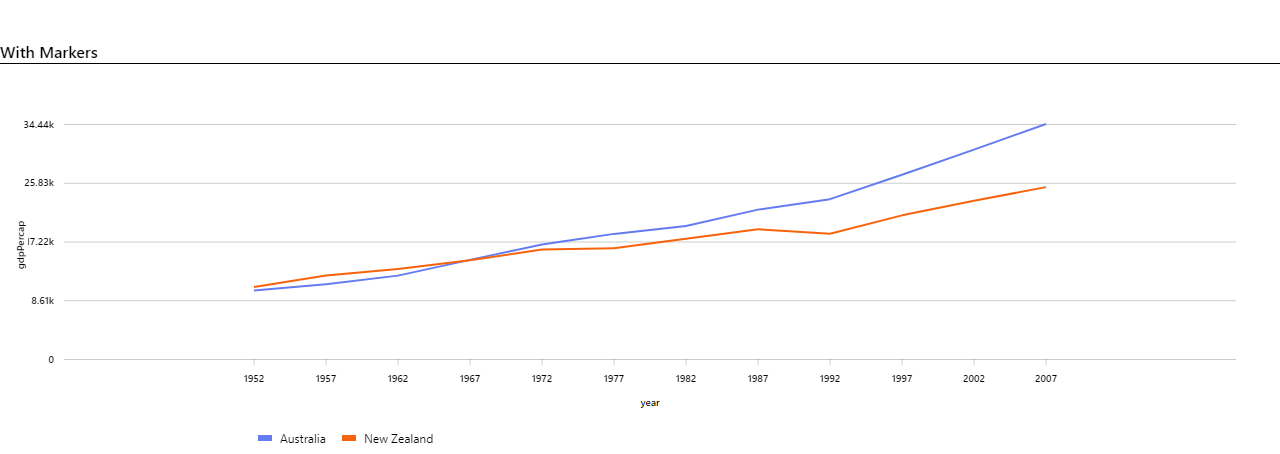 With Markers
34.44k
25.83k
17.22k
8.61k
0
gdpPercap
1952 1957 1962 1967 1972 1977 1982 1987 1992 1997 2002 2007
year
Australia New Zealand